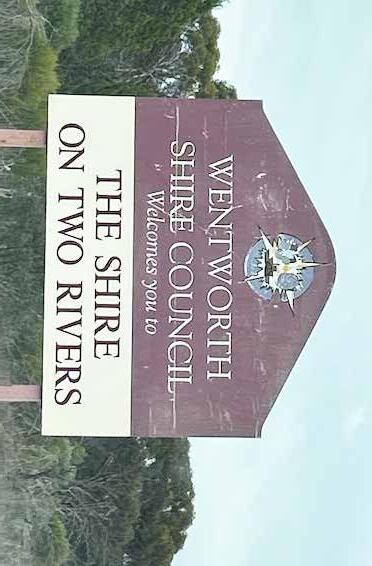 WENTWORTH
SHIRE COUNCIL
Welcomes you to
THE SHIRE
ON TWO RIVERS